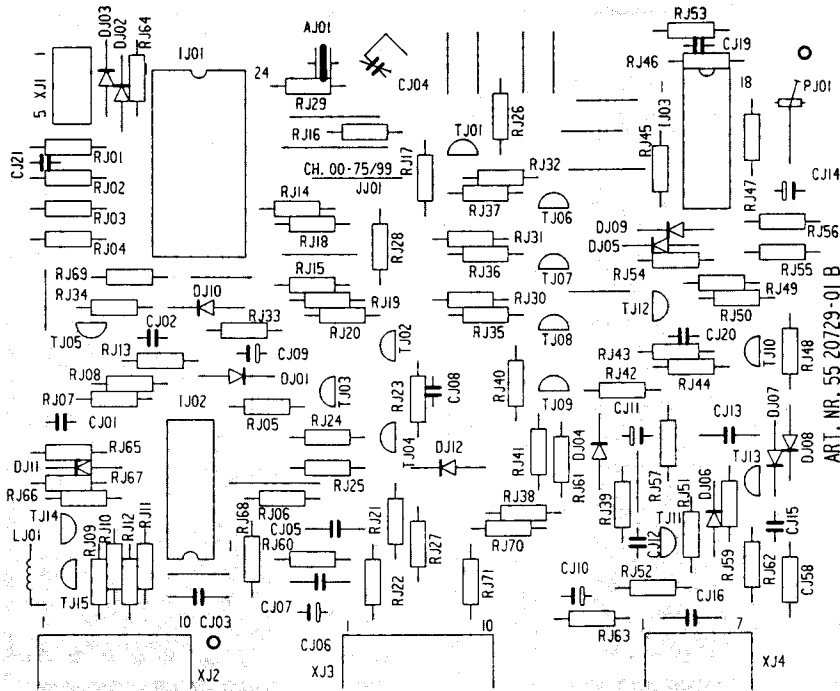 DJ03
DJ02
RJ64
IJ01
AJ01
CJ04
RJ53
CJ19
RJ46
1
XJ1
5
24
RJ29
RJ26
IJ03
18
PJ01
RJ16
TJ01
RJ45
CJ21
RJ01
RJ17
RJ47
CH. 00-75/99
JJ01
RJ32
CJ14
RJ02
RJ14
RJ37
RJ03
RJ18
RJ28
TJ06
DJ09
RJ56
RJ04
RJ31
DJ05
RJ36
RJ55
RJ69
RJ15
TJ07
RJ54
RJ34
DJ10
RJ19
RJ30
RJ49
RJ20
RJ35
TJ12
RJ50
TJ05
CJ02
RJ33
TJ02
TJ08
CJ20
RJ48
RJ13
CJ09
RJ43
TJ10
RJ08
DJ01
TJ03
RJ23
CJ08
RJ40
RJ44
RJ07
RJ42
CJ01
IJ02
RJ05
TJ09
CJ11
CJ13
DJ07
RJ24
TJ04
DJ12
RJ41
RJ61
DJ04
RJ57
DJ08
RJ65
DJ11
RJ67
RJ25
TJ13
RJ66
RJ06
RJ38
RJ39
RJ51
DJ06
TJ14
RJ09
RJ10
RJ12
RJ11
RJ68
CJ05
RJ21
RJ27
RJ70
TJ11
CJ12
RJ59
CJ15
LJ01
1
RJ60
RJ22
RJ71
CJ10
RJ52
RJ62
CJ58
TJ15
CJ03
CJ07
CJ16
1
10
CJ06
1
10
RJ63
1
7
XJ2
XJ3
XJ4
ART. NR. 55 20729-01 B